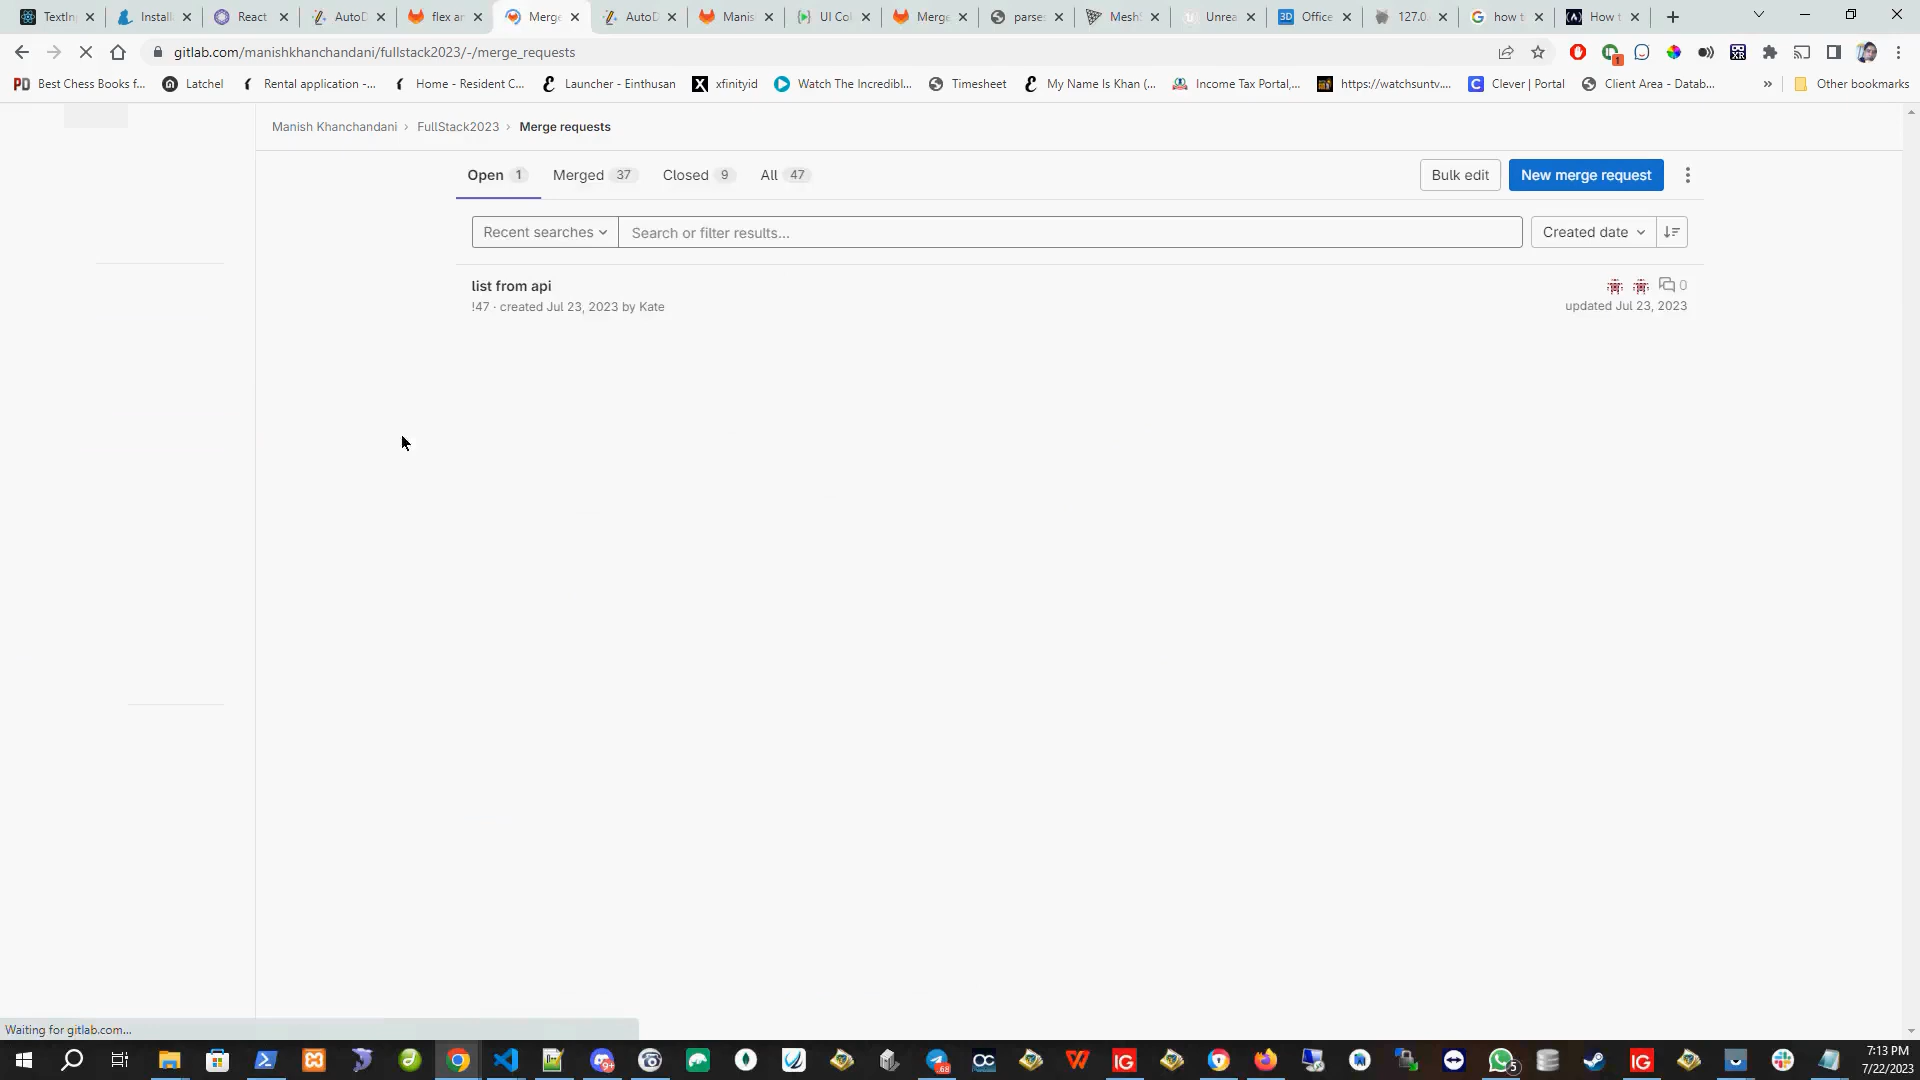 TextIn
Install
React
AutoD
flex ar
Merge
AutoD
Manis
UI Co
Merge
parse
Mesh
Unrea
Office
127.0
how t
How t
gitlab.com/manishkhanchandani/fullstack2023/-/merge_requests
Best Chess Books f...
Latchel
Rental application -...
Home - Resident C...
Launcher - Einthusan
xfinityid
Watch The Incredibl...
Timesheet
My Name Is Khan (...
Income Tax Portal,...
https://watchsuntv....
Clever | Portal
Client Area - Datab...
»
Other bookmarks
Manish Khanchandani › FullStack2023 › Merge requests
Open 1
Merged 37
Closed 9
All 47
Bulk edit
New merge request
Recent searches
Search or filter results...
Created date
list from api
0
!47 · created Jul 23, 2023 by Kate
updated Jul 23, 2023
Waiting for gitlab.com...
7:13 PM
7/22/2023